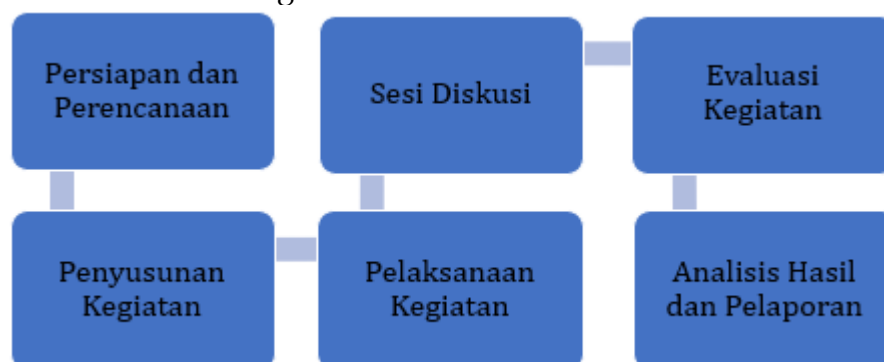 Persiapan dan
Perencanaan
Penyusunan
Kegiatan
Pelaksanaan
Kegiatan
Sesi Diskusi
Evaluasi
Kegiatan
Analisis Hasil
dan Pelaporan